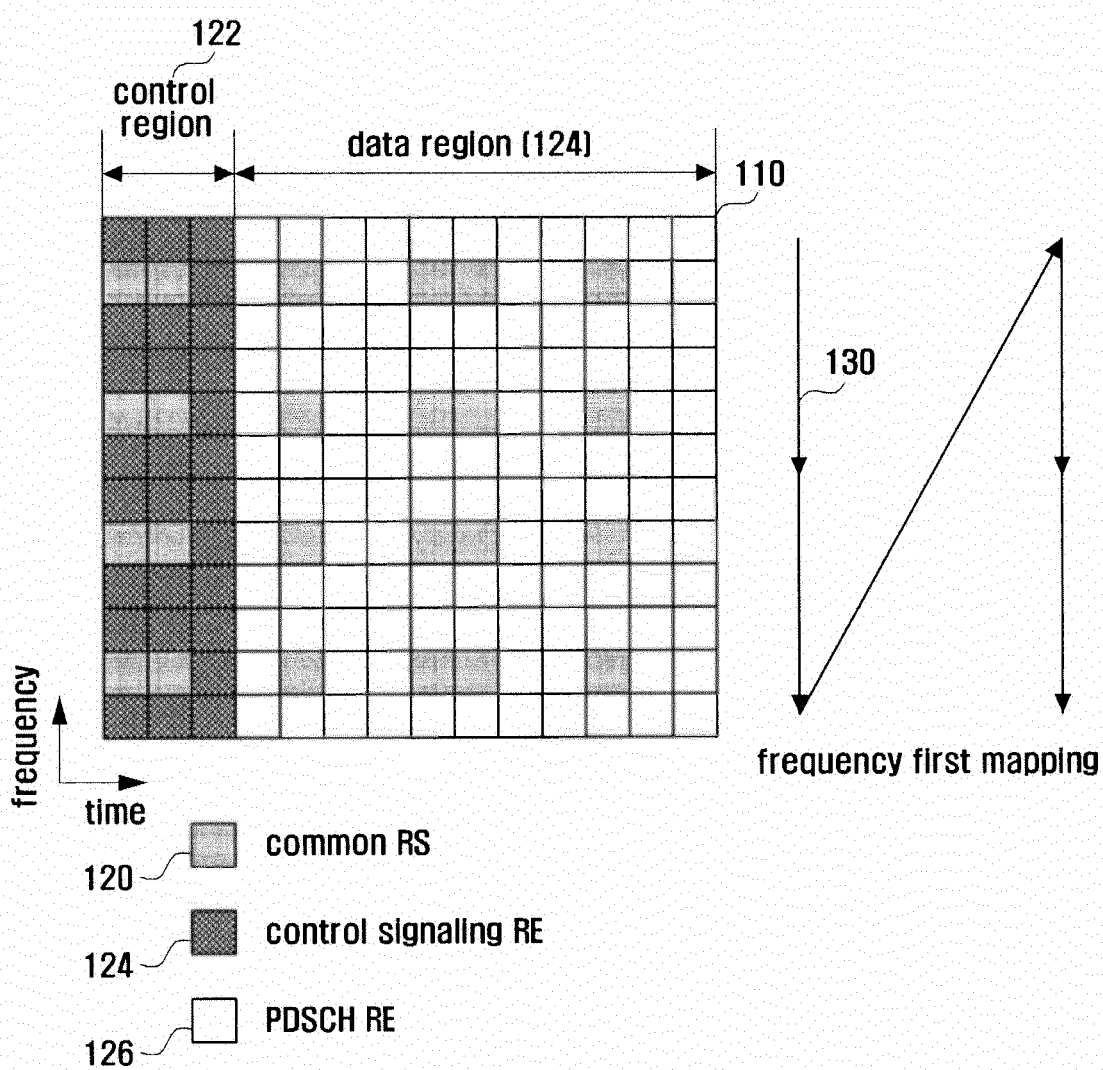 122
control
region
data region (124)
110
130
frequency
time
frequency first mapping
common RS
120
control signaling RE
124
PDSCH RE
126